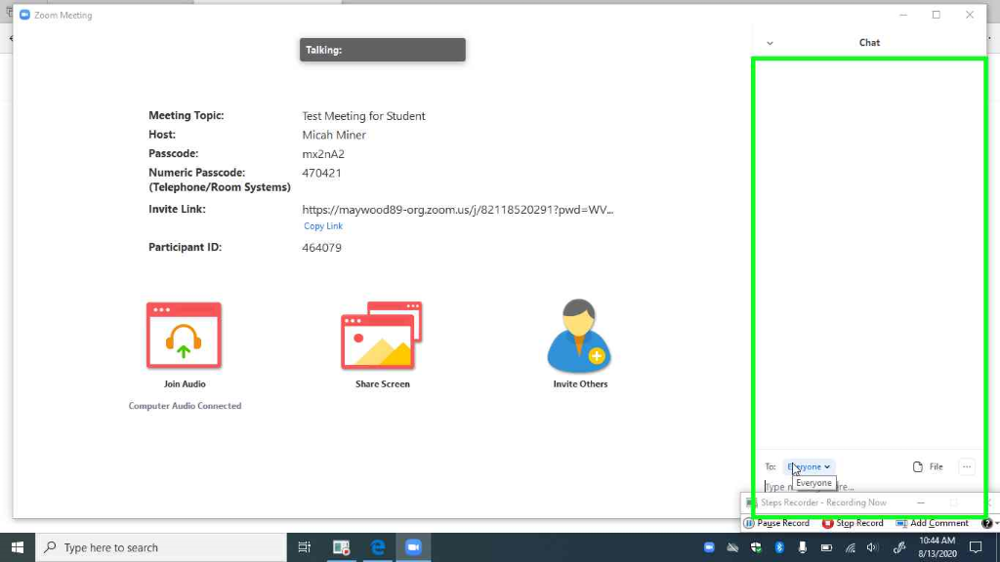 Zoom Meeting
Talking:
Chat
Meeting Topic: Test Meeting for Student
Host: Micah Miner
Passcode: mx2nA2
Numeric Passcode: 470421
(Telephone/Room Systems)
Invite Link: https://maywood89-org.zoom.us/j/82118520291?pwd=WV...
Copy Link
Participant ID: 464079
Join Audio
Share Screen
Invite Others
Computer Audio Connected
To: Everyone
File
Everyone
Type
Steps Recorder - Recording Now
Pause Record
Stop Record
Add Comment
Type here to search
10:44 AM
8/13/2020